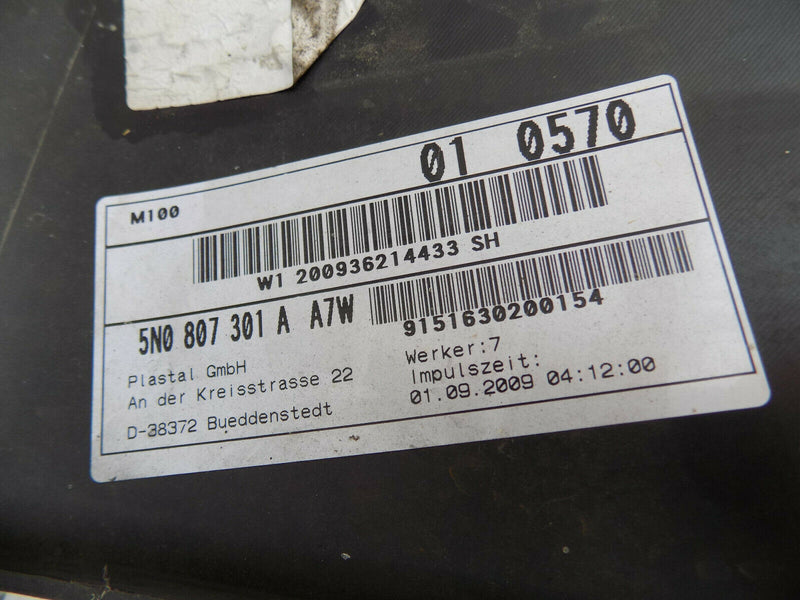 01 0570
M100
W1 200936214433 SH
5N0 807 301 A A7W
9151630200154
Plastal GmbH
An der Kreisstrasse 22
D-38372 Bueddenstedt
Werker:7
Impulszeit:
01.09.2009 04:12:00